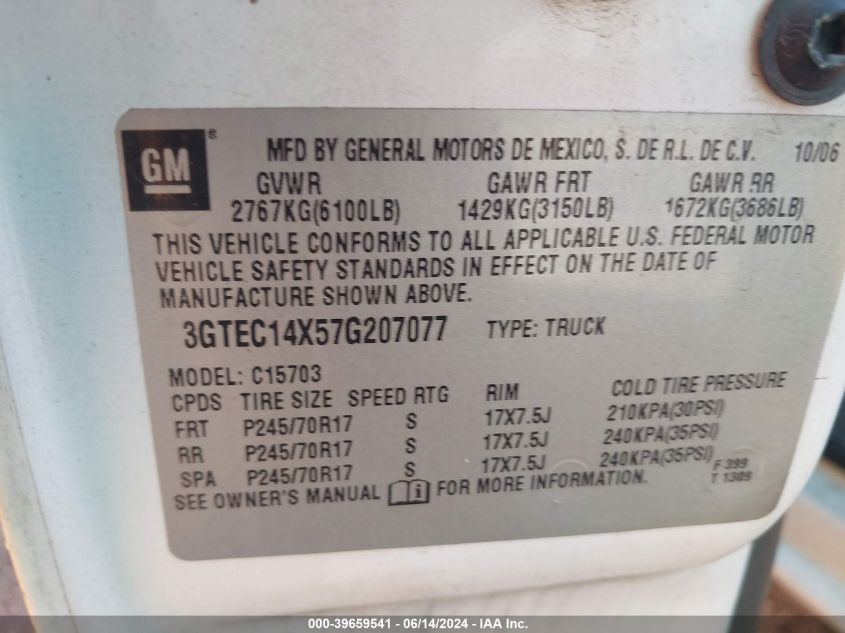 GM ®
MFD BY GENERAL MOTORS DE MEXICO, S. DE R.L. DE C.V. 10/06
GVWR GAWR FRT GAWR RR
2767KG(6100LB) 1429KG(3150LB) 1672KG(3686LB)
THIS VEHICLE CONFORMS TO ALL APPLICABLE U.S. FEDERAL MOTOR
VEHICLE SAFETY STANDARDS IN EFFECT ON THE DATE OF
MANUFACTURE SHOWN ABOVE.
3GTEC14X57G207077 TYPE: TRUCK
MODEL: C15703
CPDS TIRE SIZE SPEED RTG RIM COLD TIRE PRESSURE
FRT P245/70R17 S 17X7.5J 210KPA(30PSI)
RR P245/70R17 S 17X7.5J 240KPA(35PSI)
SPA P245/70R17 S 17X7.5J 240KPA(35PSI)
SEE OWNER'S MANUAL i FOR MORE INFORMATION.
F 399
T 1309
000-39659541 - 06/14/2024 - IAA Inc.